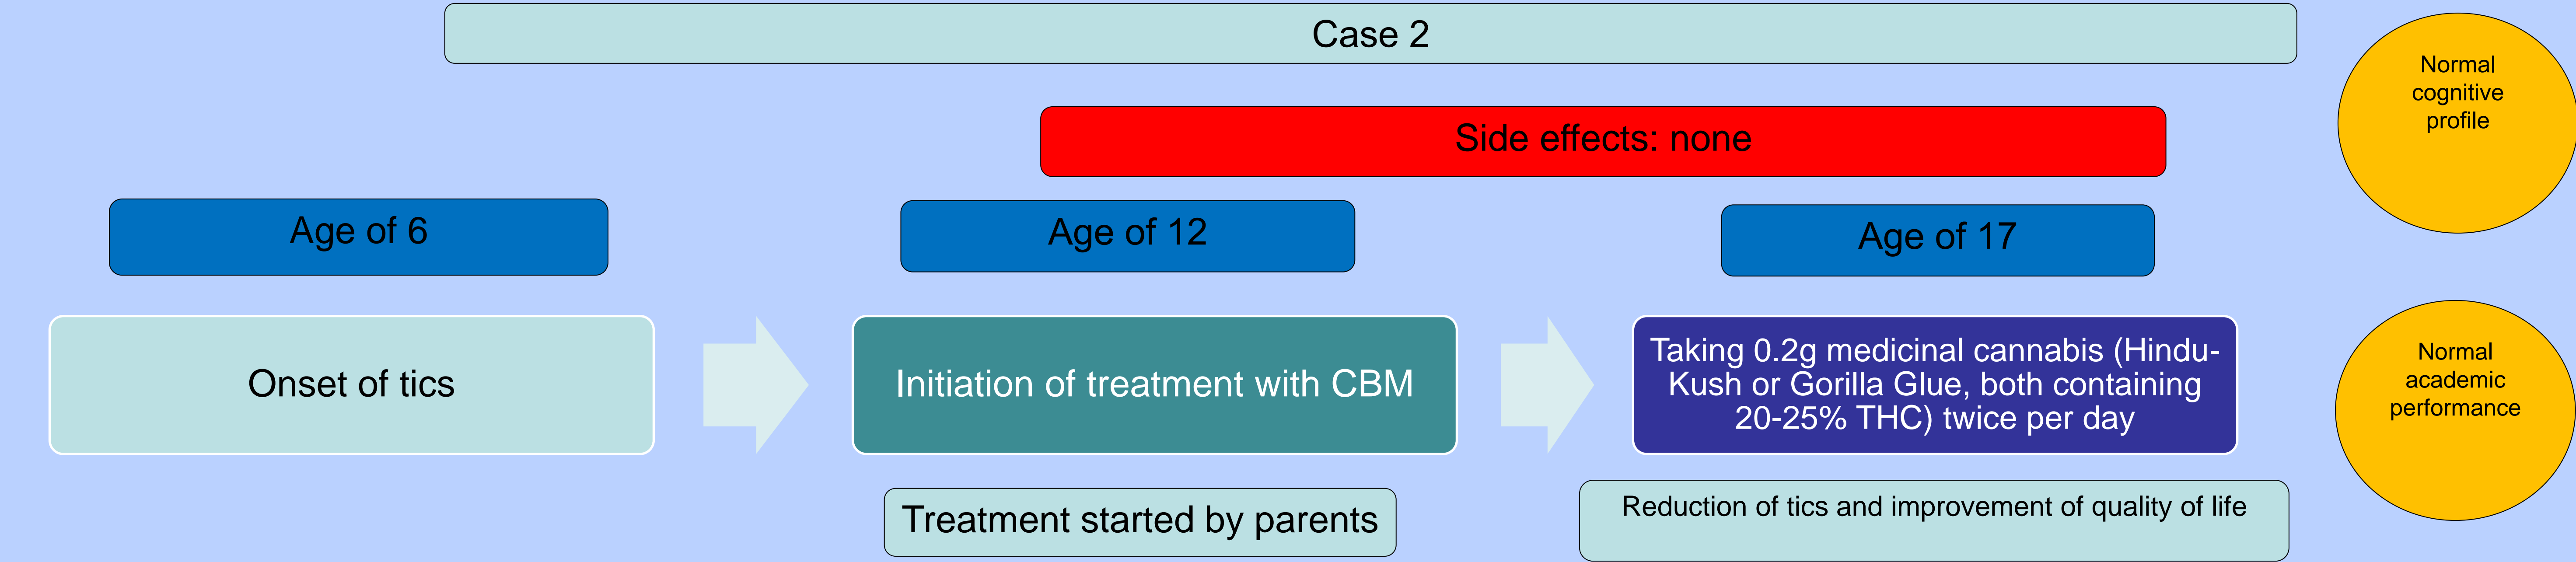 Case 2
Side effects: none
Normal
cognitive
profile
Age of 6
Age of 12
Age of 17
Onset of tics
Initiation of treatment with CBM
Taking 0.2g medicinal cannabis (Hindu-
Kush or Gorilla Glue, both containing
20-25% THC) twice per day
Normal
academic
performance
Treatment started by parents
Reduction of tics and improvement of quality of life